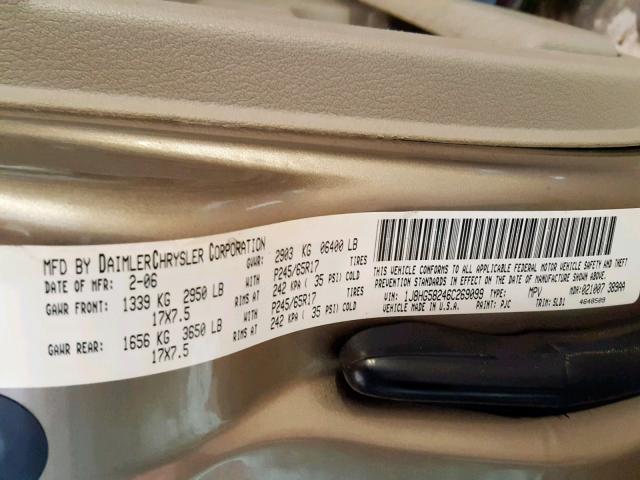 MFD BY DAIMLERCHRYSLER CORPORATION
DATE OF MFR: 2-06 GVWR: 2903 KG 06400 LB
GAWR FRONT: 1339 KG 2950 LB WITH P245/65R17 TIRES
17X7.5 RIMS AT 242 KPA ( 35 PSI) COLD
GAWR REAR: 1656 KG 3650 LB WITH P245/65R17 TIRES
17X7.5 RIMS AT 242 KPA ( 35 PSI) COLD
THIS VEHICLE CONFORMS TO ALL APPLICABLE FEDERAL MOTOR VEHICLE SAFETY AND THEFT
PREVENTION STANDARDS IN EFFECT ON THE DATE OF MANUFACTURE SHOWN ABOVE.
VIN: 1J8HG58246C269099 TYPE: MPV MDH: 021007 388AA
VEHICLE MADE IN U.S.A. PAINT: PJC TRIM: SLD1 4648509